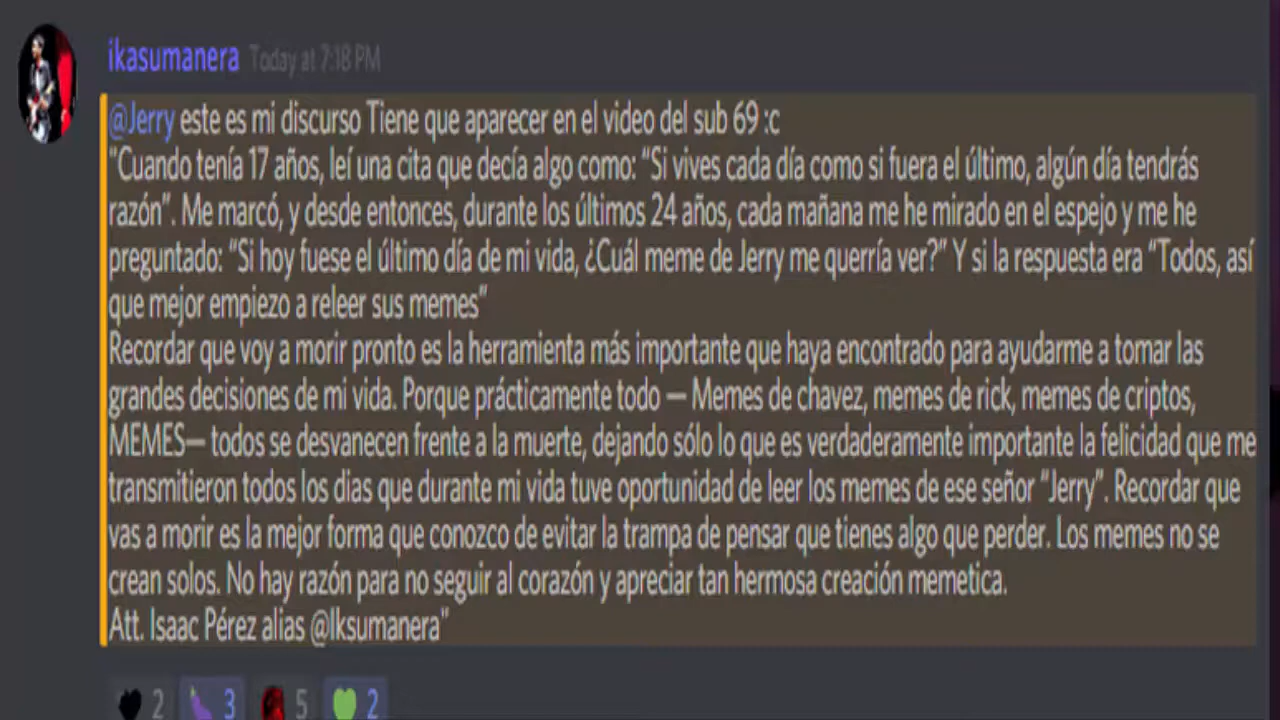 ikasumanera Today at 7:18 PM
@Jerry este es mi discurso Tiene que aparecer en el video del sub 69 :c
"Cuando tenía 17 años, leí una cita que decía algo como: “Si vives cada día como si fuera el último, algún día tendrás
razón”. Me marcó, y desde entonces, durante los últimos 24 años, cada mañana me he mirado en el espejo y me he
preguntado: “Si hoy fuese el último día de mi vida, ¿Cuál meme de Jerry me querría ver?” Y si la respuesta era “Todos, así
que mejor empiezo a releer sus memes”
Recordar que voy a morir pronto es la herramienta más importante que haya encontrado para ayudarme a tomar las
grandes decisiones de mi vida. Porque prácticamente todo — Memes de chavez, memes de rick, memes de criptos,
MEMES— todos se desvanecen frente a la muerte, dejando sólo lo que es verdaderamente importante la felicidad que me
transmitieron todos los dias que durante mi vida tuve oportunidad de leer los memes de ese señor “Jerry”. Recordar que
vas a morir es la mejor forma que conozco de evitar la trampa de pensar que tienes algo que perder. Los memes no se
crean solos. No hay razón para no seguir al corazón y apreciar tan hermosa creación memetica.
Att. Isaac Pérez alias @Iksumanera"
2 3 5 2